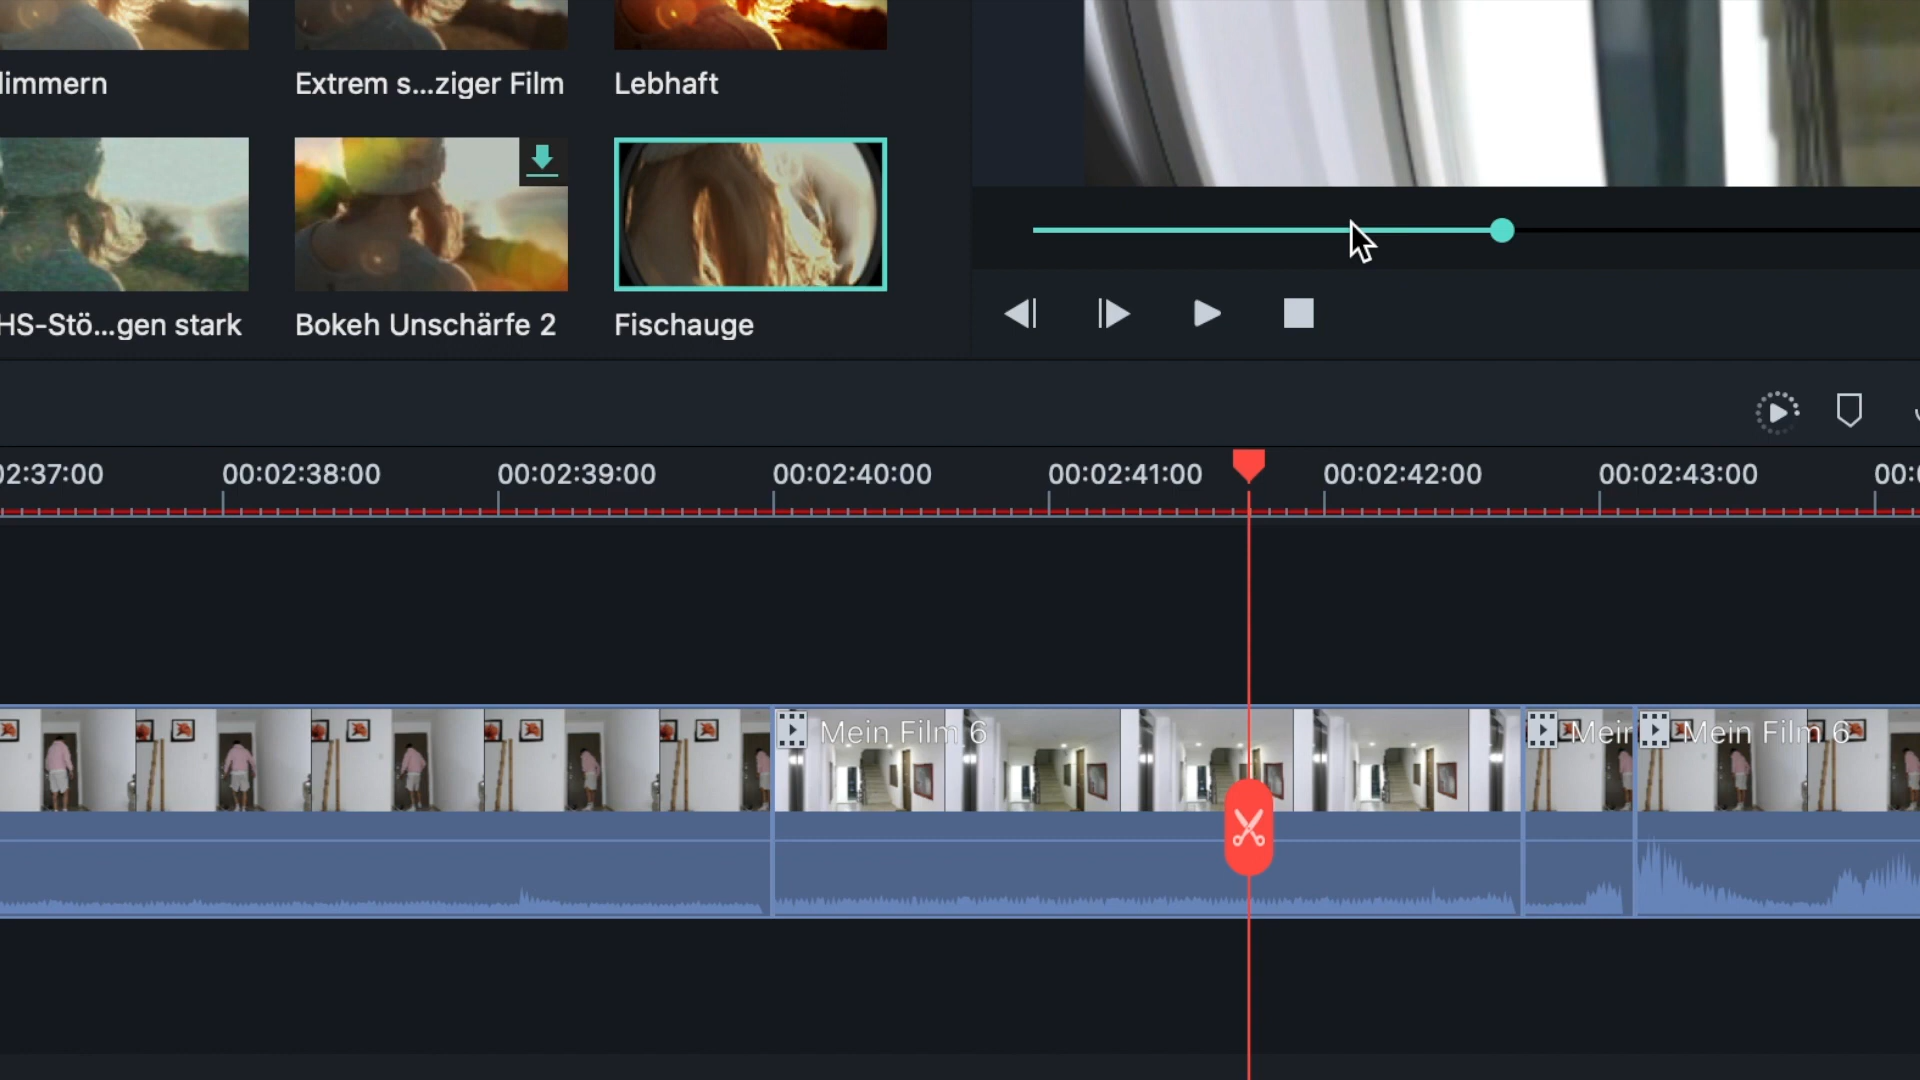 limmern
Extrem s...ziger Film
Lebhaft
HS-Stö...gen stark
Bokeh Unschärfe 2
Fischauge
02:37:00
00:02:38:00
00:02:39:00
00:02:40:00
00:02:41:00
00:02:42:00
00:02:43:00
00:0
Mein Film 6
Mein
Mein Film 6